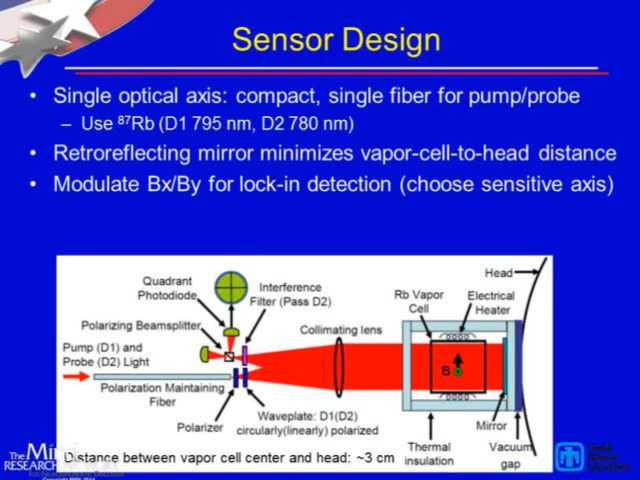 Sensor Design
• Single optical axis: compact, single fiber for pump/probe
– Use ⁸⁷Rb (D1 795 nm, D2 780 nm)
• Retroreflecting mirror minimizes vapor-cell-to-head distance
• Modulate Bx/By for lock-in detection (choose sensitive axis)
Quadrant
Photodiode
Interference
Filter (Pass D2)
Head
Rb Vapor
Cell
Electrical
Heater
Polarizing Beamsplitter
Collimating lens
Pump (D1) and
Probe (D2) Light
B
Polarization Maintaining
Fiber
Polarizer
Waveplate: D1(D2)
circularly(linearly) polarized
Mirror
Thermal
insulation
Vacuum
gap
Distance between vapor cell center and head: ~3 cm
The Mind
RESEARCH